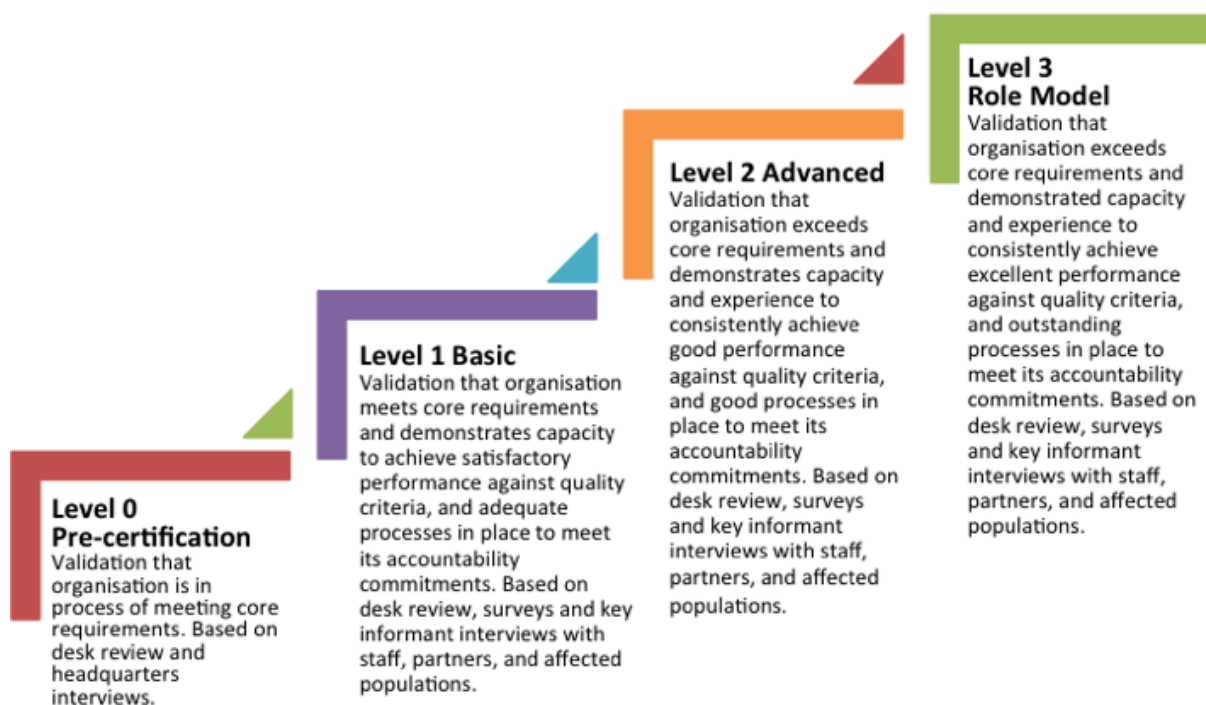 Level 0
Pre-certification
Validation that
organisation is in
process of meeting core
requirements. Based on
desk review and
headquarters
interviews.
Level 1 Basic
Validation that organisation
meets core requirements
and demonstrates capacity
to achieve satisfactory
performance against quality
criteria, and adequate
processes in place to meet
its accountability
commitments. Based on
desk review, surveys and key
informant interviews with
staff, partners, and affected
populations.
Level 2 Advanced
Validation that
organisation exceeds
core requirements and
demonstrates capacity
and experience to
consistently achieve
good performance
against quality criteria,
and good processes in
place to meet its
accountability
commitments. Based on
desk review, surveys
and key informant
interviews with staff,
partners, and affected
populations.
Level 3
Role Model
Validation that
organisation exceeds
core requirements and
demonstrated capacity
and experience to
consistently achieve
excellent performance
against quality criteria,
and outstanding
processes in place to
meet its accountability
commitments. Based on
desk review, surveys
and key informant
interviews with staff,
partners, and affected
populations.